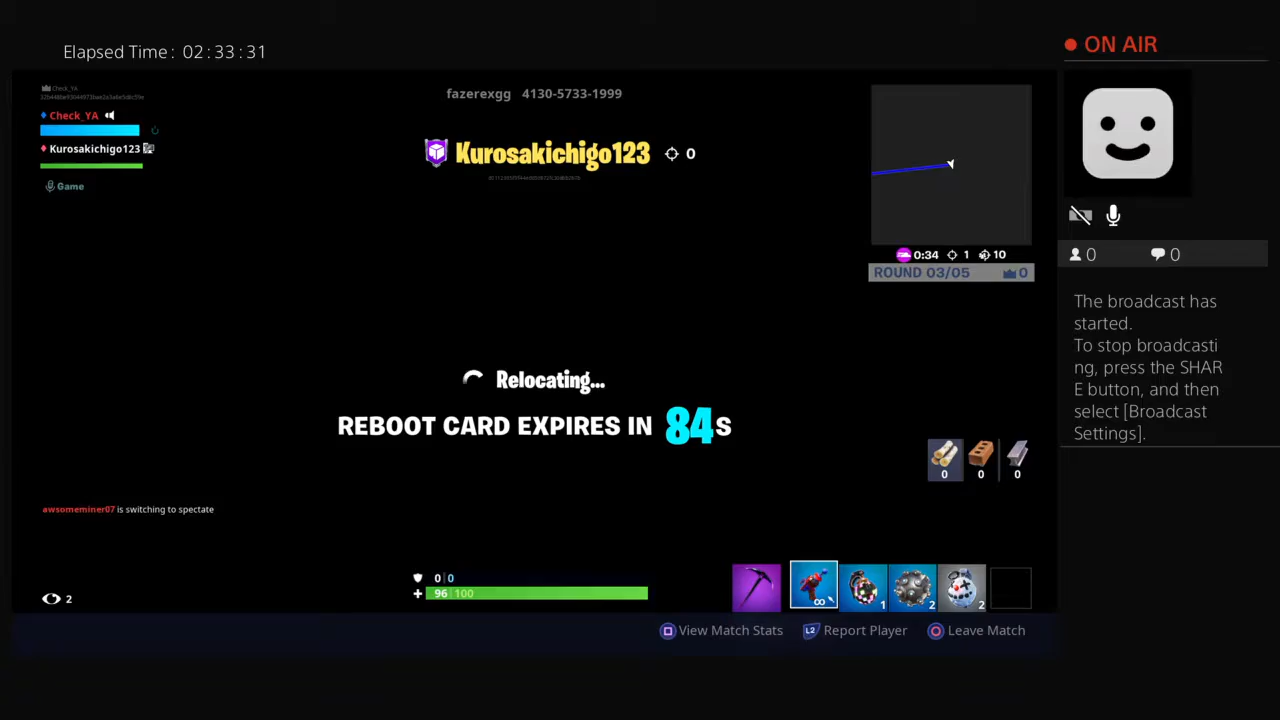 Elapsed Time: 02:33:31
ON AIR
Check_YA
Check_YA
Kurosakichigo123
Game
fazerexgg 4130-5733-1999
Kurosakichigo123 0
0:34 1 10
ROUND 03/05 0
0 0
The broadcast has
started.
To stop broadcasti
ng, press the SHAR
E button, and then
select [Broadcast
Settings].
Relocating...
REBOOT CARD EXPIRES IN 84s
0 0 0
awsomeminer07 is switching to spectate
0|0
96|100
∞ 1 2 2
2
View Match Stats L2 Report Player Leave Match